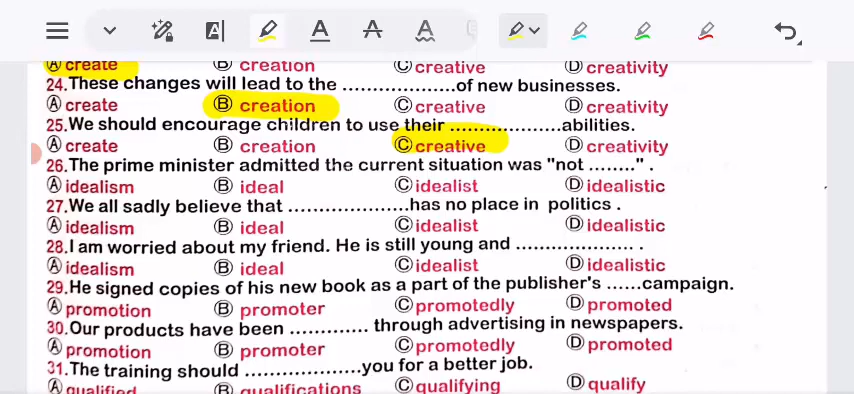 Ⓐ create Ⓑ creation Ⓒ creative Ⓓ creativity
24.These changes will lead to the ...................of new businesses.
Ⓐ create Ⓑ creation Ⓒ creative Ⓓ creativity
25.We should encourage children to use their ....................abilities.
Ⓐ create Ⓑ creation Ⓒ creative Ⓓ creativity
26.The prime minister admitted the current situation was "not ........" .
Ⓐ idealism Ⓑ ideal Ⓒ idealist Ⓓ idealistic
27.We all sadly believe that .....................has no place in politics .
Ⓐ idealism Ⓑ ideal Ⓒ idealist Ⓓ idealistic
28.I am worried about my friend. He is still young and ..................... .
Ⓐ idealism Ⓑ ideal Ⓒ idealist Ⓓ idealistic
29.He signed copies of his new book as a part of the publisher's ......campaign.
Ⓐ promotion Ⓑ promoter Ⓒ promotedly Ⓓ promoted
30.Our products have been .............. through advertising in newspapers.
Ⓐ promotion Ⓑ promoter Ⓒ promotedly Ⓓ promoted
31.The training should ....................you for a better job.
Ⓐ qualified Ⓑ qualifications Ⓒ qualifying Ⓓ qualify